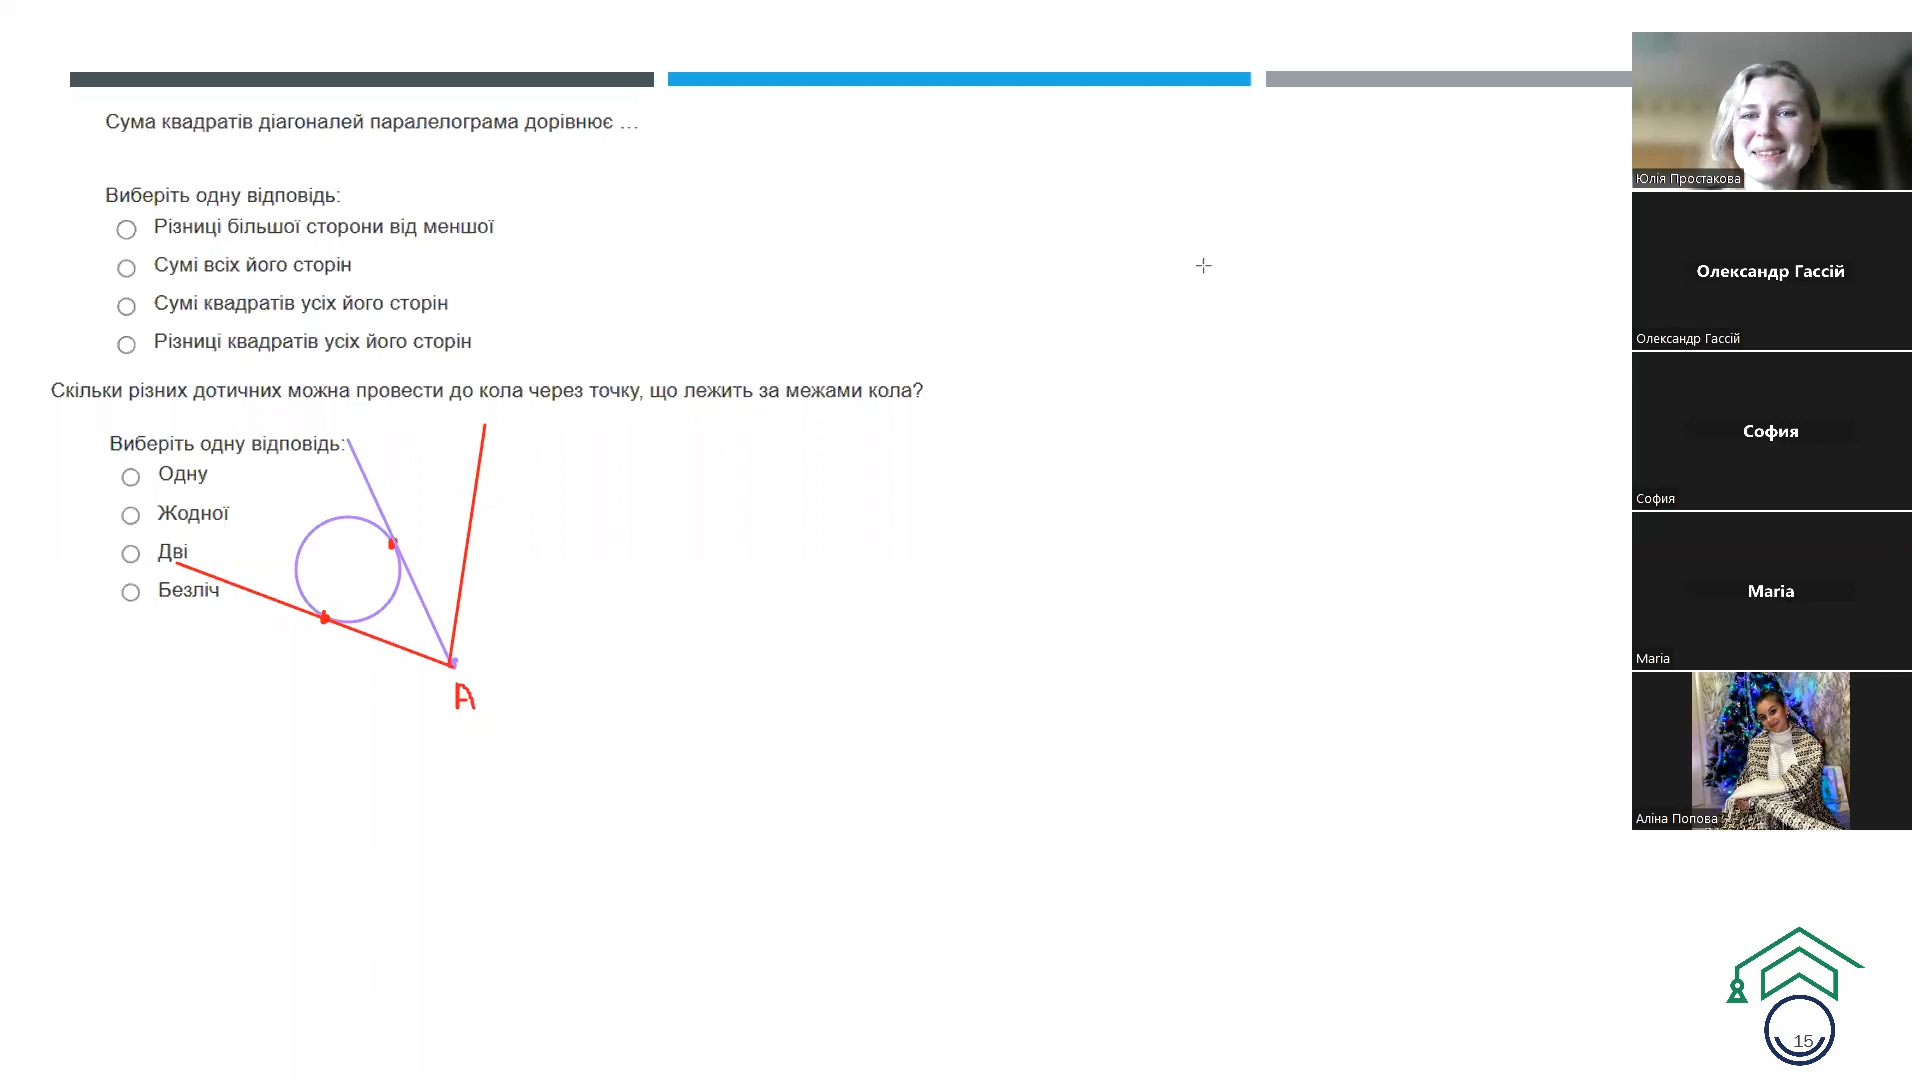 Сума квадратів діагоналей паралелограма дорівнює ...
Виберіть одну відповідь:
Різниці більшої сторони від меншої
Сумі всіх його сторін
Сумі квадратів усіх його сторін
Різниці квадратів усіх його сторін
Скільки різних дотичних можна провести до кола через точку, що лежить за межами кола?
Виберіть одну відповідь:
Одну
Жодної
Дві
Безліч
A
Юлія Простакова
Олександр Гассій
Олександр Гассій
София
София
Maria
Maria
Аліна Попова
15